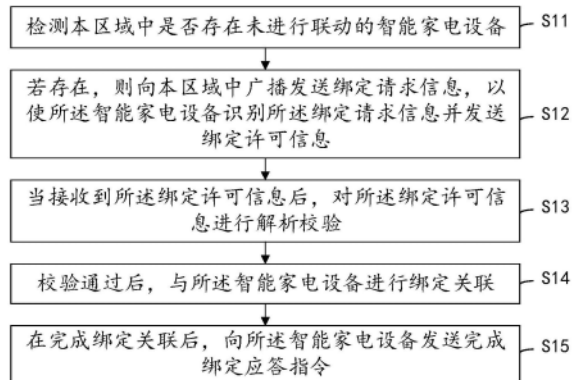 检测本区域中是否存在未进行联动的智能家电设备
S11
若存在，则向本区域中广播发送绑定请求信息，以
使所述智能家电设备识别所述绑定请求信息并发送
绑定许可信息
S12
当接收到所述绑定许可信息后，对所述绑定许可信
息进行解析校验
S13
校验通过后，与所述智能家电设备进行绑定关联
S14
在完成绑定关联后，向所述智能家电设备发送完成
绑定应答指令
S15